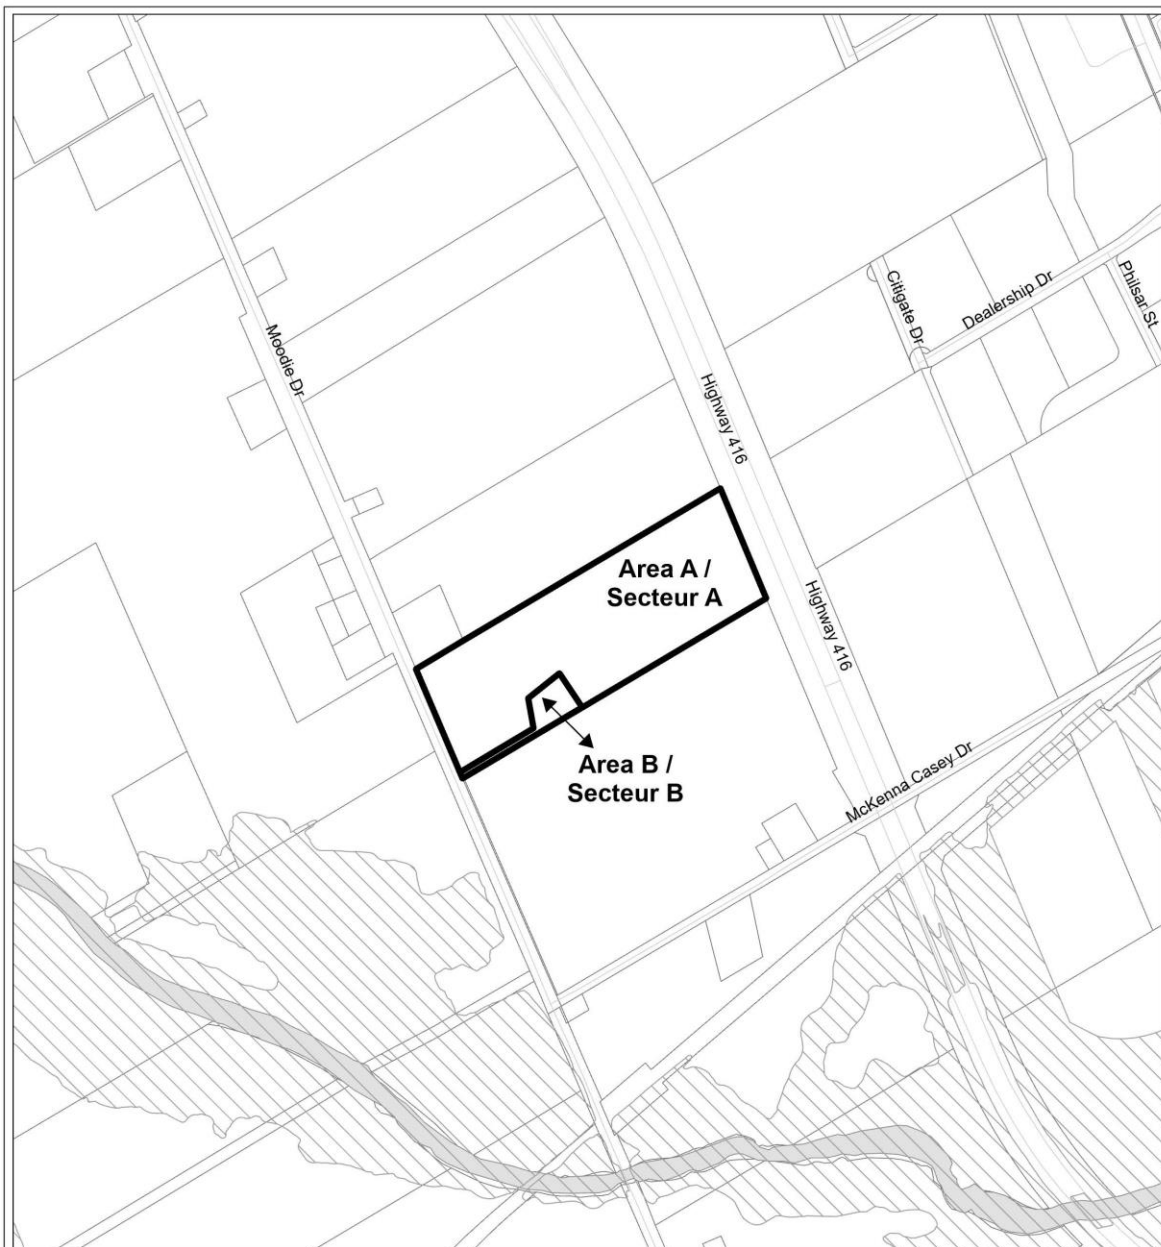 Citigate Dr
Dealership Dr
Philsar St
Moodie Dr
Highway 416
Area A /
Secteur A
Highway 416
Area B /
Secteur B
McKenna Casey Dr